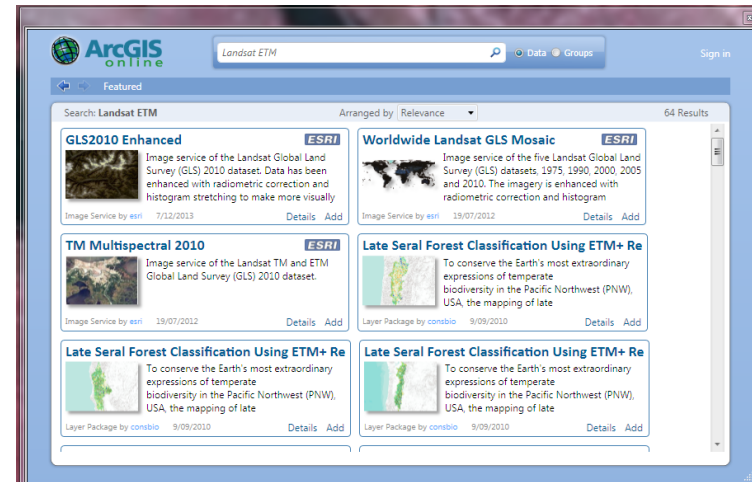 ArcGIS
online
Landsat ETM
Data
Groups
Sign in
Featured
Search: Landsat ETM
Arranged by Relevance
64 Results
GLS2010 Enhanced
ESRI
Image service of the Landsat Global Land
Survey (GLS) 2010 dataset. Data has been
enhanced with radiometric correction and
histogram stretching to make more visually
Image Service by esri 7/12/2013
Details Add
Worldwide Landsat GLS Mosaic
ESRI
Image service of the five Landsat Global Land
Survey (GLS) datasets, 1975, 1990, 2000, 2005
and 2010. The imagery is enhanced with
radiometric correction and histogram
Image Service by esri 19/07/2012
Details Add
TM Multispectral 2010
ESRI
Image service of the Landsat TM and ETM
Global Land Survey (GLS) 2010 dataset.
Image Service by esri 19/07/2012
Details Add
Late Seral Forest Classification Using ETM+ Re
To conserve the Earth's most extraordinary
expressions of temperate
biodiversity in the Pacific Northwest (PNW),
USA, the mapping of late
Layer Package by consbio 9/09/2010
Details Add
Late Seral Forest Classification Using ETM+ Re
To conserve the Earth's most extraordinary
expressions of temperate
biodiversity in the Pacific Northwest (PNW),
USA, the mapping of late
Layer Package by consbio 9/09/2010
Details Add
Late Seral Forest Classification Using ETM+ Re
To conserve the Earth's most extraordinary
expressions of temperate
biodiversity in the Pacific Northwest (PNW),
USA, the mapping of late
Layer Package by consbio 9/09/2010
Details Add